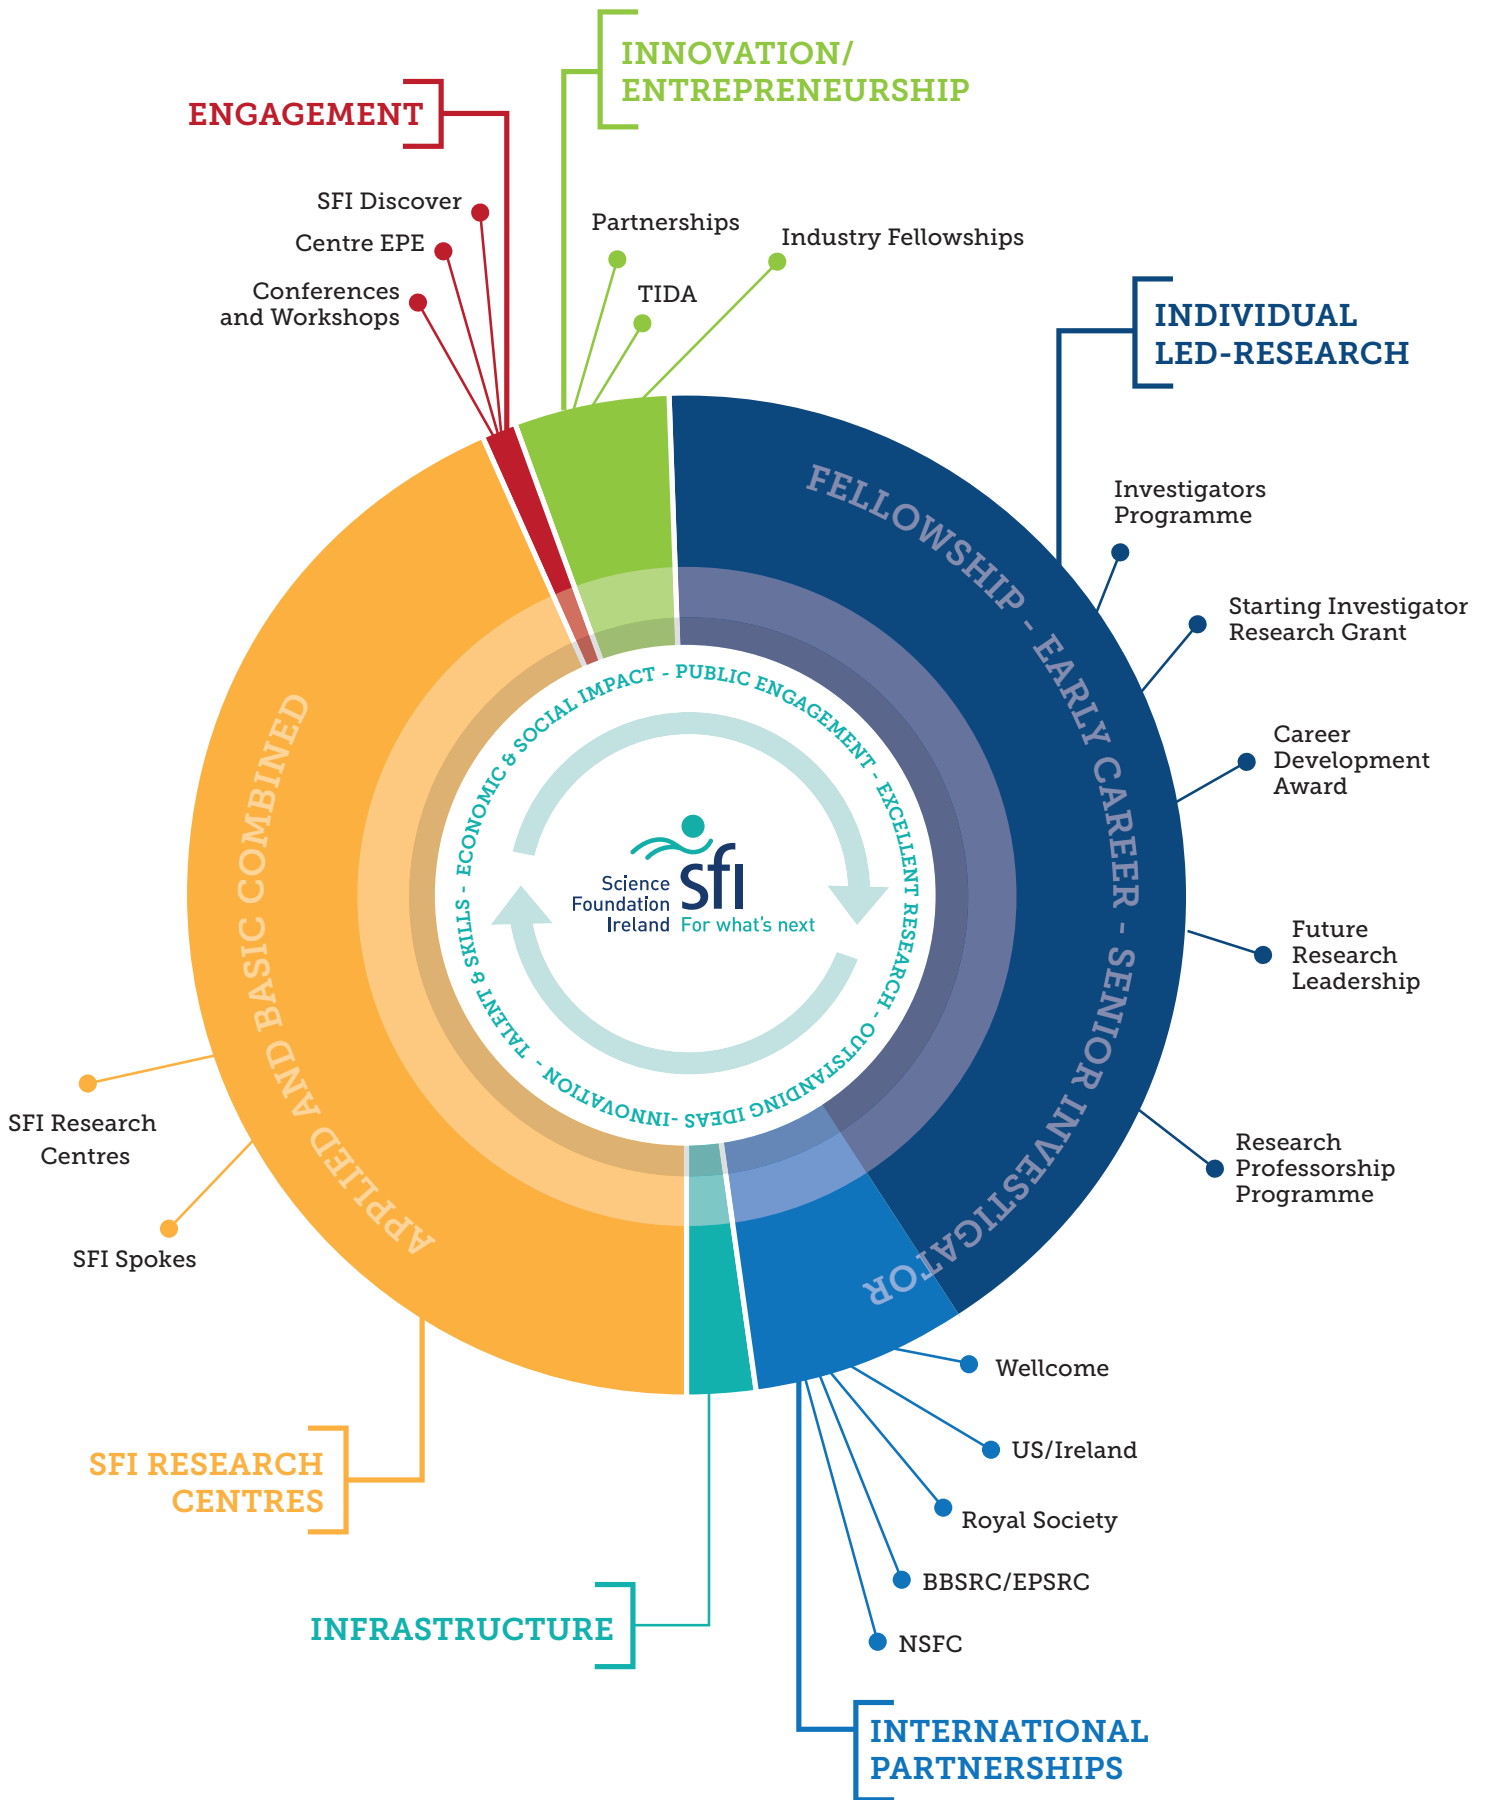 INNOVATION/
ENTREPRENEURSHIP
ENGAGEMENT
SFI Discover
Centre EPE
Conferences
and Workshops
Partnerships
TIDA
Industry Fellowships
INDIVIDUAL
LED-RESEARCH
Investigators
Programme
Starting Investigator
Research Grant
Career
Development
Award
Future
Research
Leadership
Research
Professorship
Programme
FELLOWSHIP - EARLY CAREER - SENIOR INVESTIGATOR
APPLIED AND BASIC COMBINED
ECONOMIC & SOCIAL IMPACT - PUBLIC ENGAGEMENT - EXCELLENT RESEARCH - OUTSTANDING IDEAS -INNOVATION - TALENT & SKILLS -
Science
Foundation
Ireland
sfi
For what's next
SFI Research
Centres
SFI Spokes
Wellcome
US/Ireland
Royal Society
BBSRC/EPSRC
NSFC
SFI RESEARCH
CENTRES
INFRASTRUCTURE
INTERNATIONAL
PARTNERSHIPS